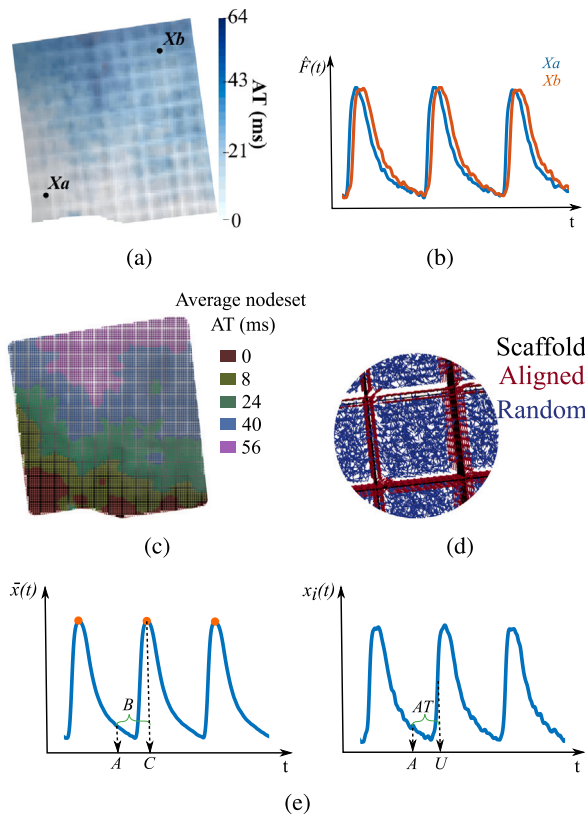 64
43
21
0
AT (ms)
Xb
Xa
(a)
F̂(t)
Xa
Xb
t
(b)
Average nodeset
AT (ms)
0
8
24
40
56
(c)
Scaffold
Aligned
Random
(d)
x̄(t)
B
A C
t
xᵢ(t)
AT
A U
t
(e)